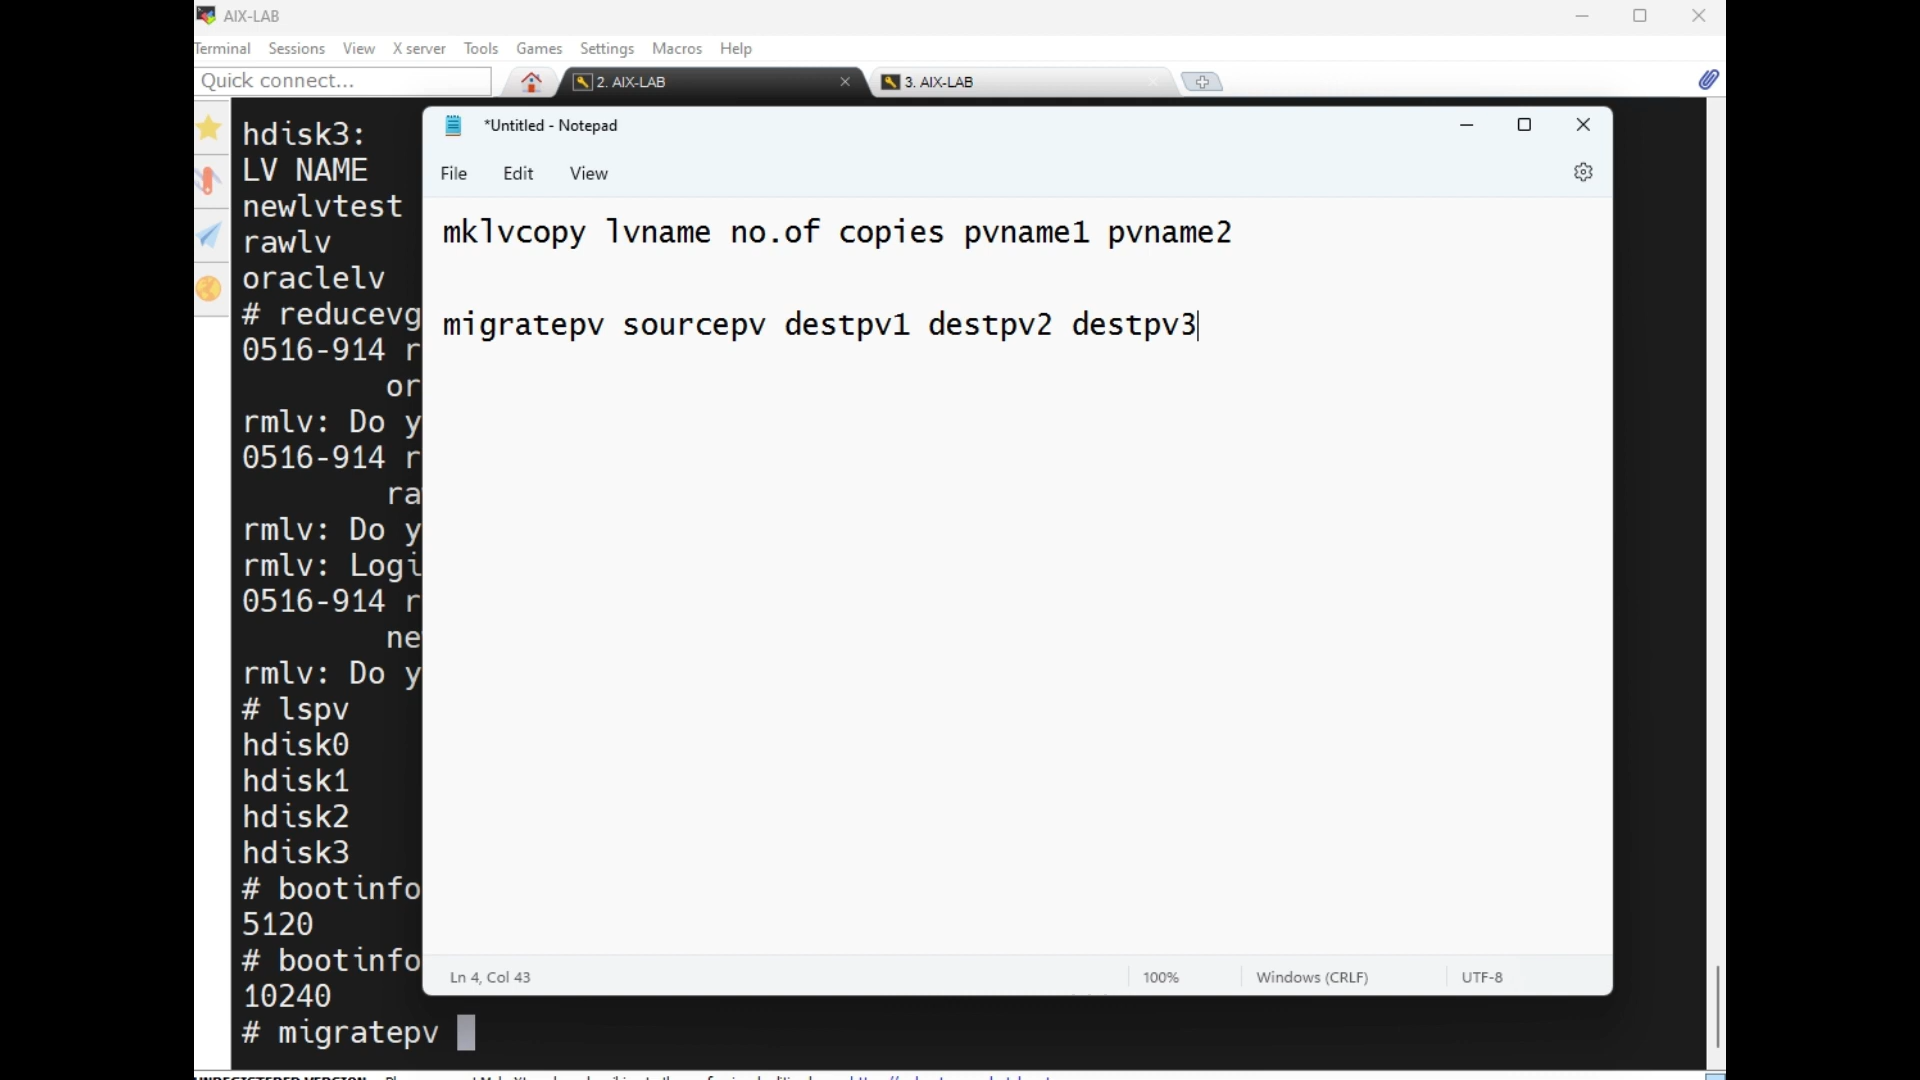 AIX-LAB
Terminal Sessions View X server Tools Games Settings Macros Help
Quick connect...
2. AIX-LAB
3. AIX-LAB
*Untitled - Notepad
File Edit View
mklvcopy lvname no.of copies pvname1 pvname2
migratepv sourcepv destpv1 destpv2 destpv3
Ln 4, Col 43
100%
Windows (CRLF)
UTF-8
hdisk3:
LV NAME
newlvtest
rawlv
oraclelv
# reducevg
0516-914 r
or
rmlv: Do y
0516-914 r
ra
rmlv: Do y
rmlv: Logi
0516-914 r
ne
rmlv: Do y
# lspv
hdisk0
hdisk1
hdisk2
hdisk3
# bootinfo
5120
# bootinfo
10240
# migratepv
UNREGISTERED VERSION